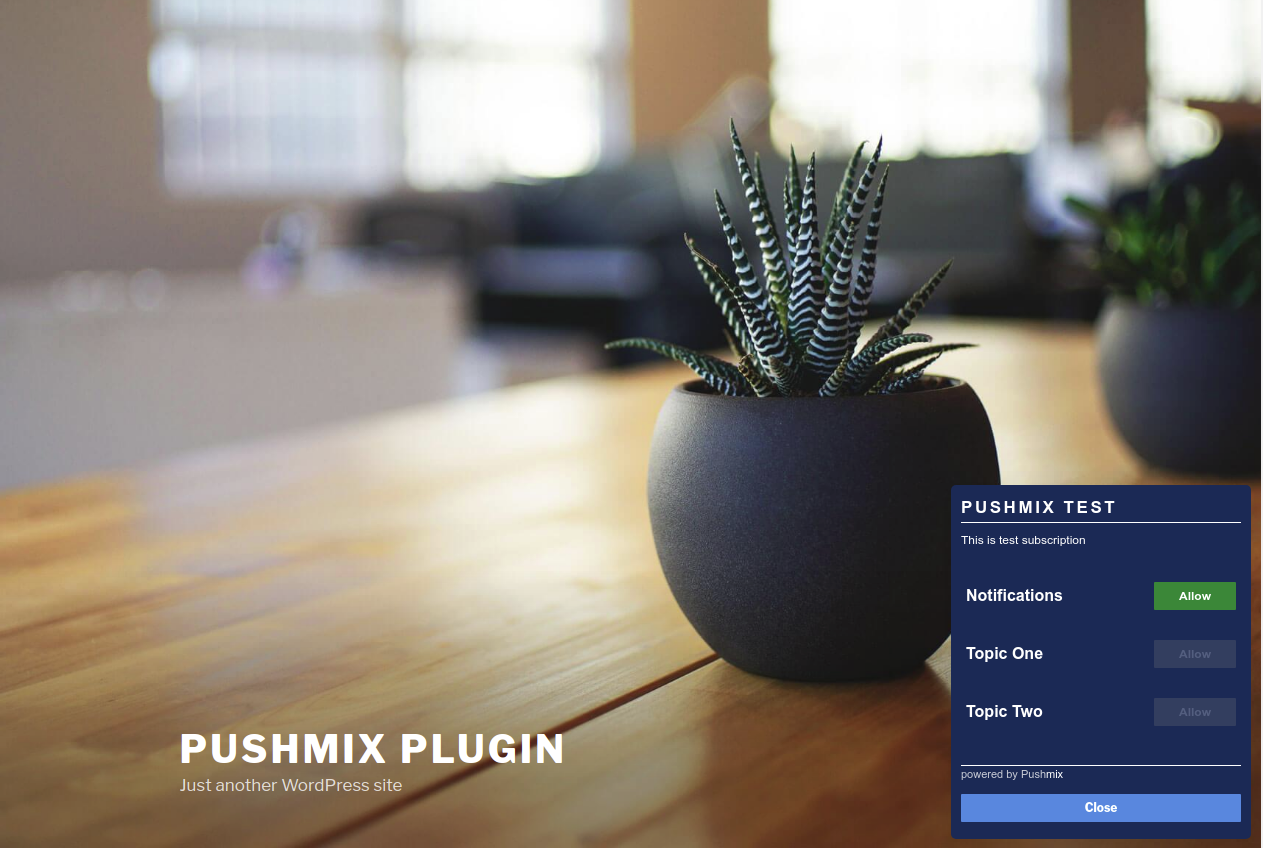 PUSHMIX TEST
This is test subscription
Notifications Allow
Topic One Allow
Topic Two Allow
PUSHMIX PLUGIN
Just another WordPress site
powered by Pushmix
Close